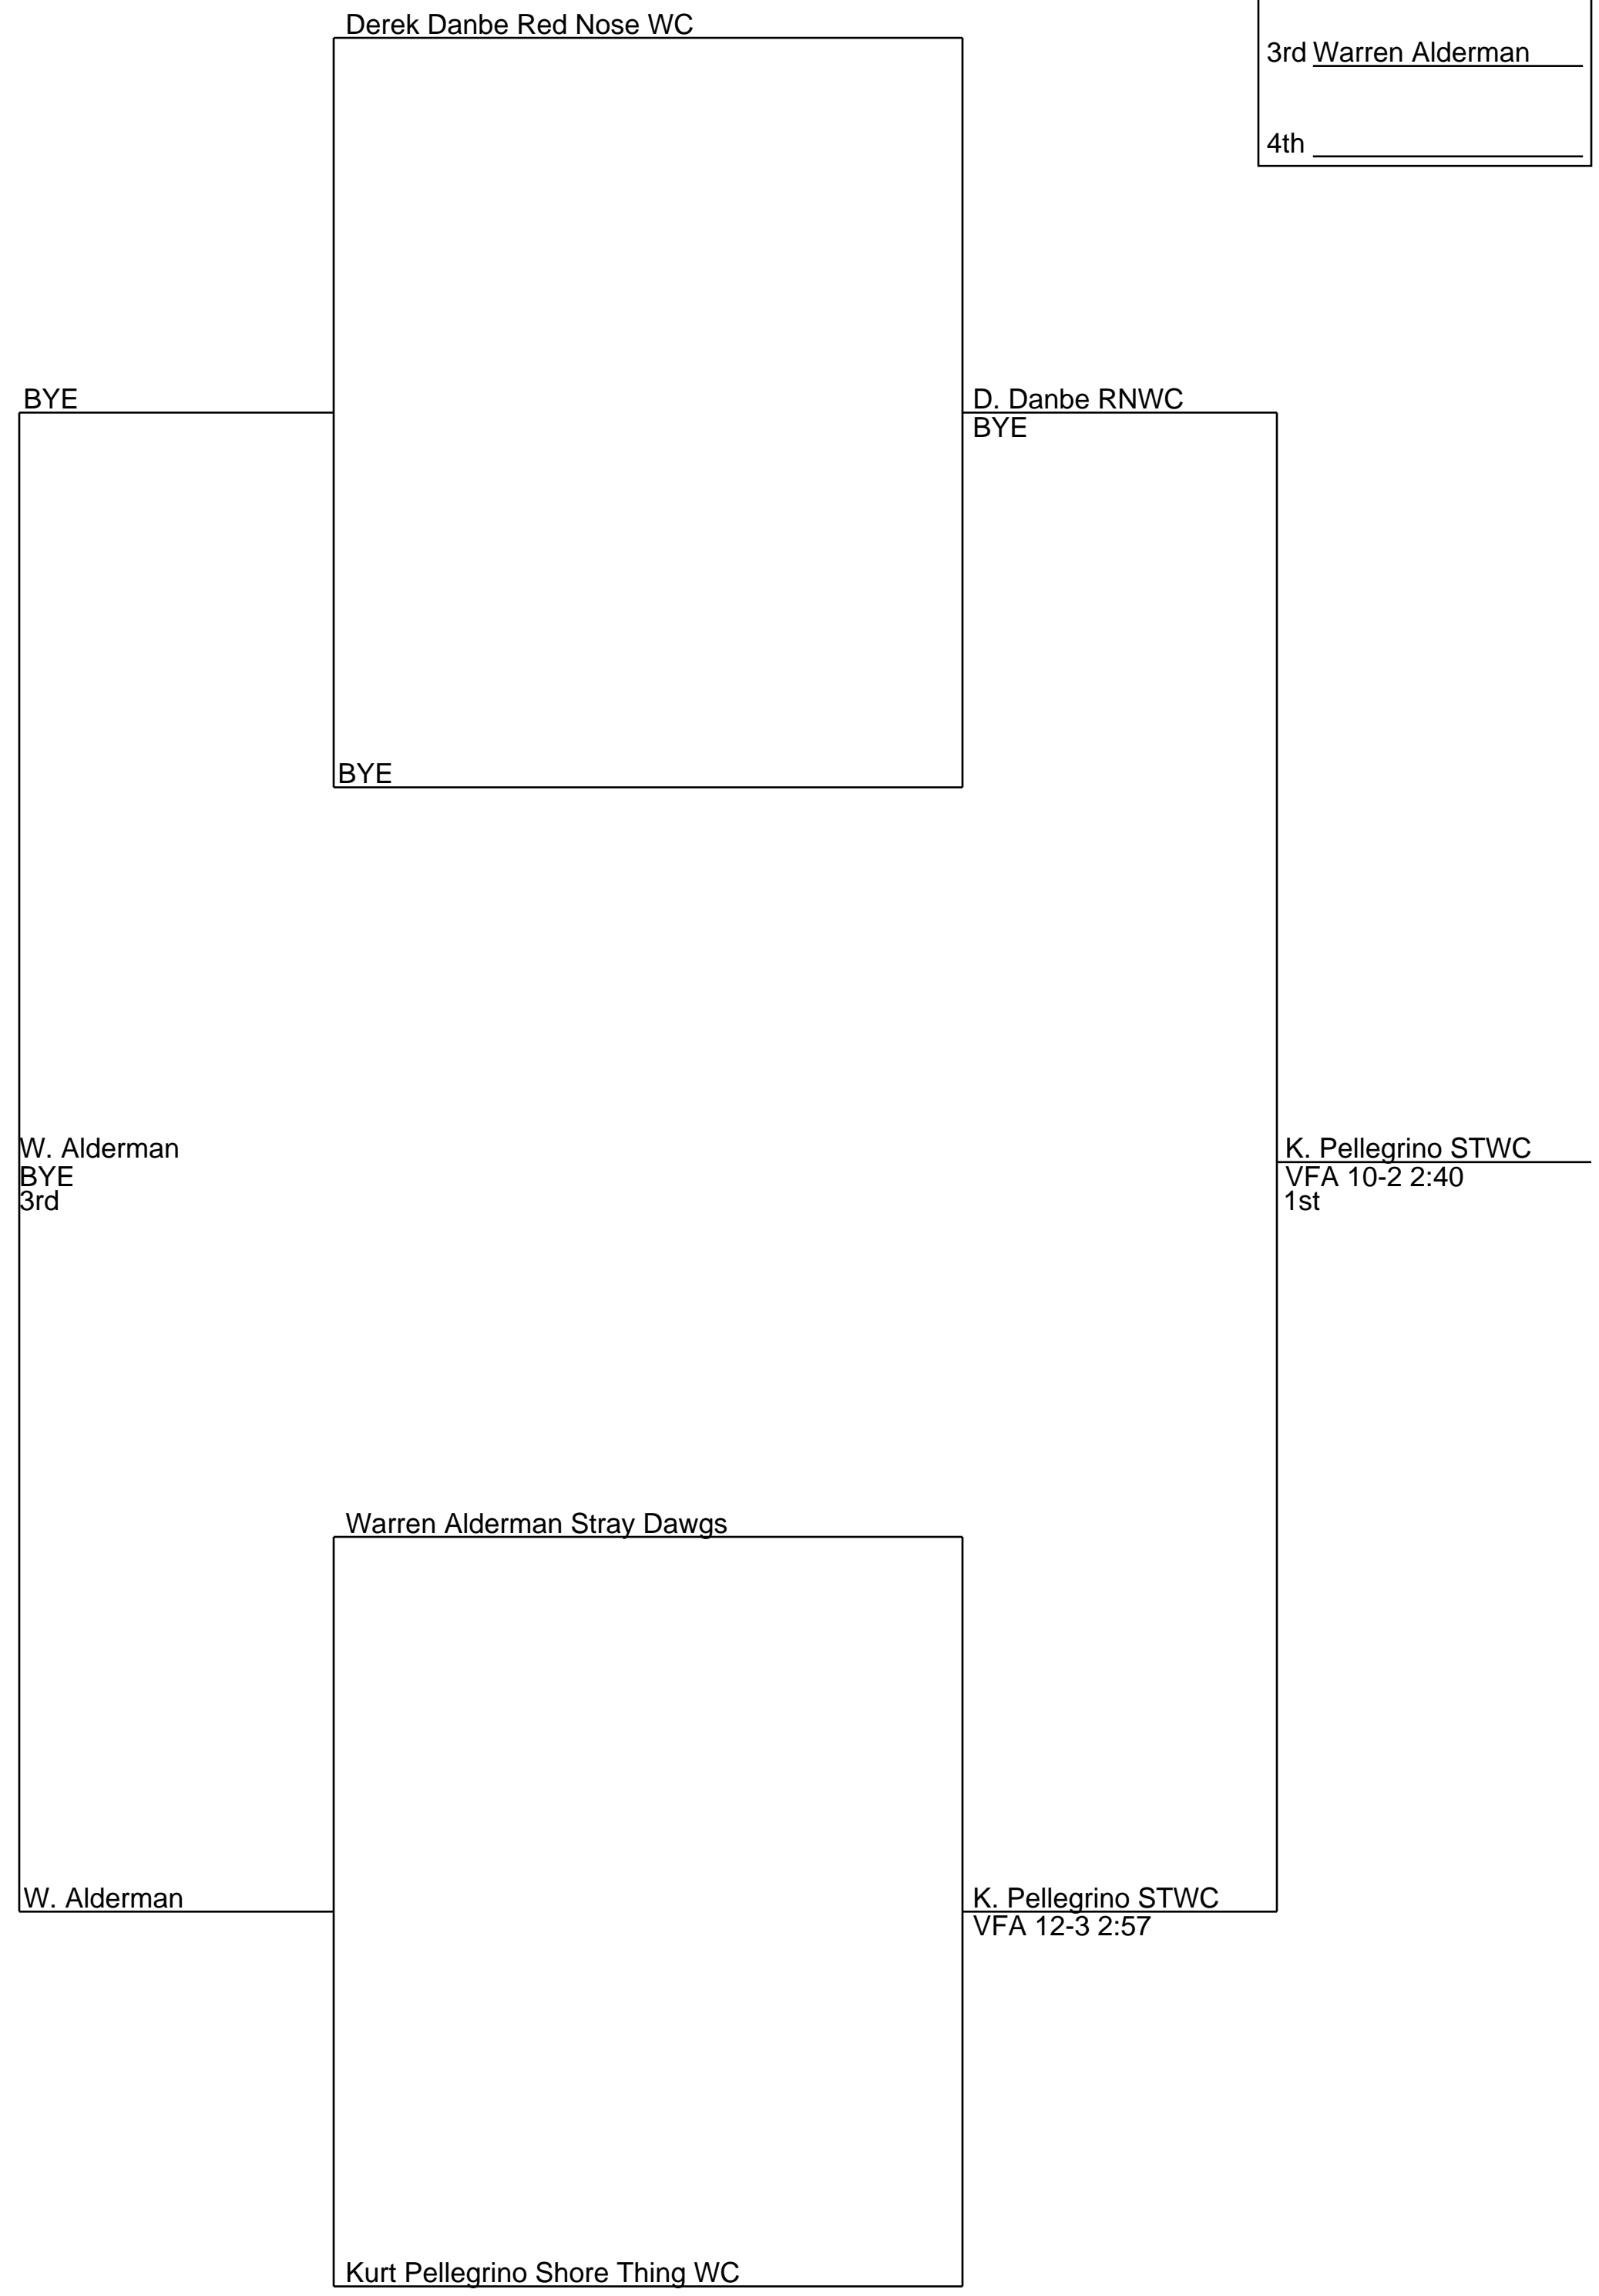 Derek Danbe Red Nose WC
3rd Warren Alderman
4th
BYE
D. Danbe RNWC
BYE
BYE
W. Alderman
BYE
3rd
K. Pellegrino STWC
VFA 10-2 2:40
1st
Warren Alderman Stray Dawgs
W. Alderman
K. Pellegrino STWC
VFA 12-3 2:57
Kurt Pellegrino Shore Thing WC